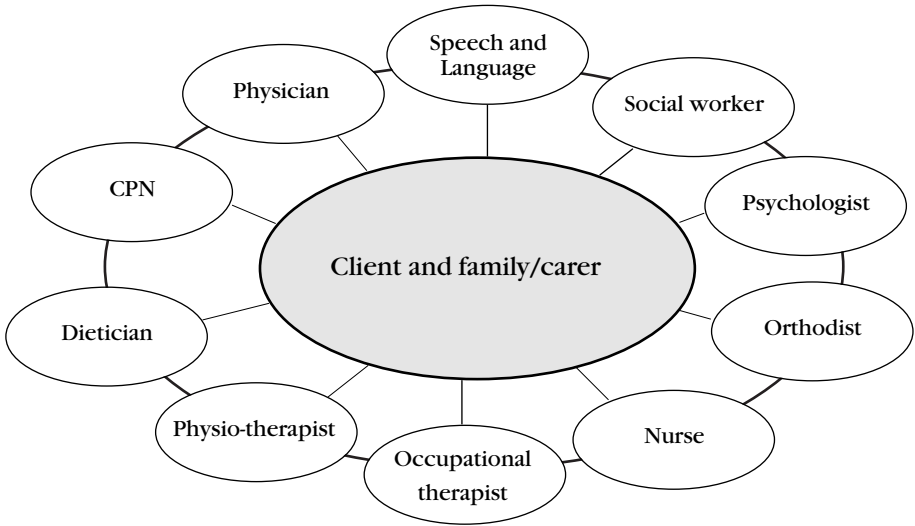 Speech and
Language
Physician
Social worker
CPN
Psychologist
Client and family/carer
Dietician
Orthodist
Physio-therapist
Nurse
Occupational
therapist